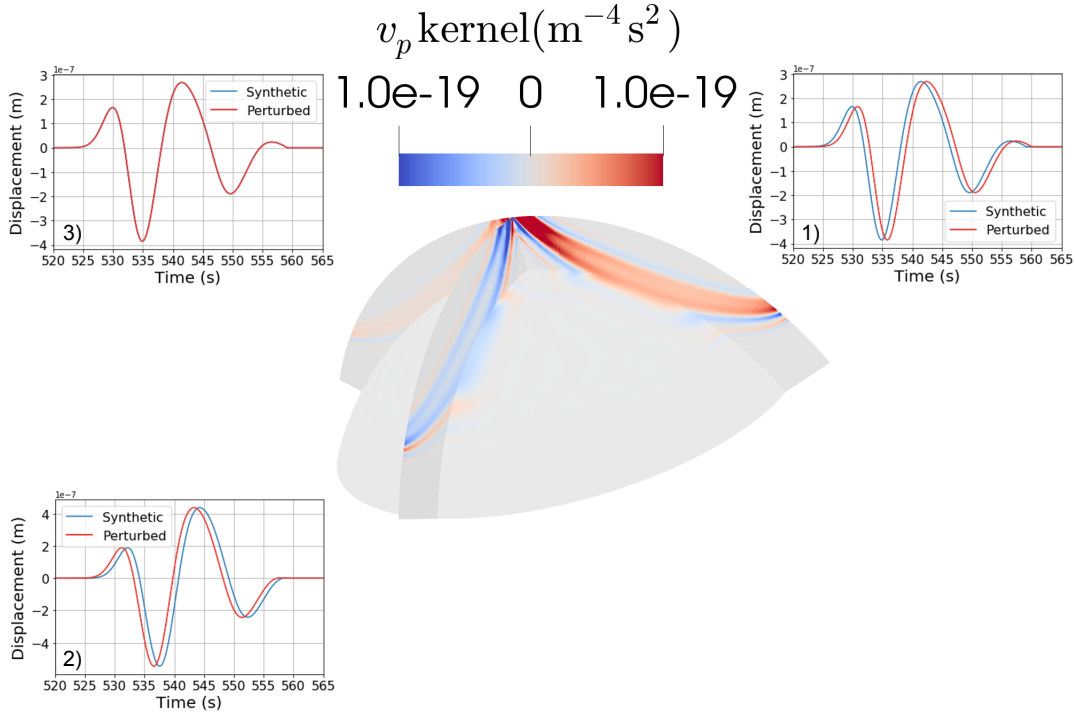 v_p kernel(m⁻⁴ s²)
1.0e-19 0 1.0e-19
1e−7
3
2
1
0
−1
−2
−3
−4
Displacement (m)
Synthetic
Perturbed
3)
520 525 530 535 540 545 550 555 560 565
Time (s)
1e−7
3
2
1
0
−1
−2
−3
−4
Displacement (m)
Synthetic
Perturbed
1)
520 525 530 535 540 545 550 555 560 565
Time (s)
1e−7
4
2
0
−2
−4
Displacement (m)
Synthetic
Perturbed
2)
520 525 530 535 540 545 550 555 560 565
Time (s)